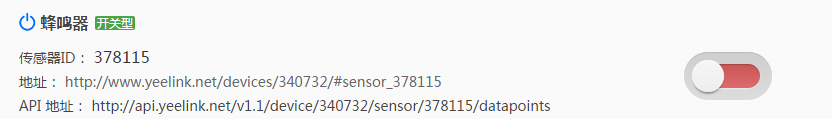 蜂鸣器 开关型
传感器ID： 378115
地址： http://www.yeelink.net/devices/340732/#sensor_378115
API 地址： http://api.yeelink.net/v1.1/device/340732/sensor/378115/datapoints